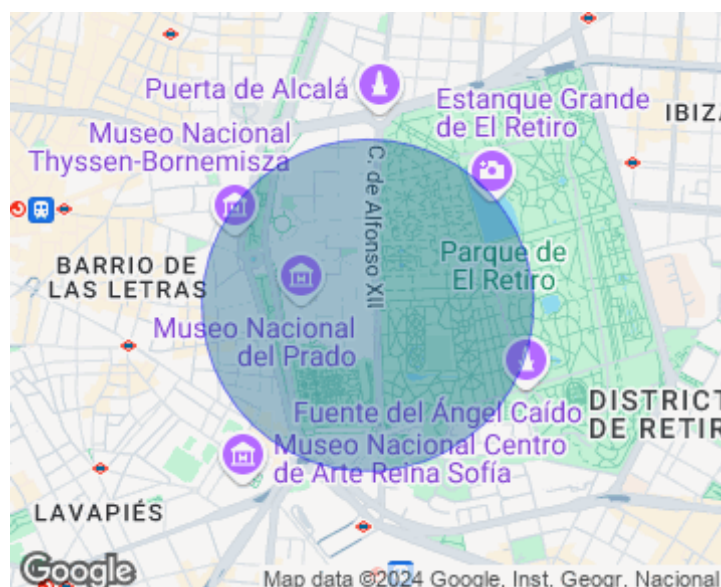 Puerta de Alcalá
Estanque Grande
de El Retiro
IBIZA
Museo Nacional
Thyssen-Bornemisza
C. de Alfonso XII
BARRIO DE
LAS LETRAS
Parque de
El Retiro
Museo Nacional
del Prado
Fuente del Ángel Caído
DISTRICT
DE RETIR
Museo Nacional Centro
de Arte Reina Sofía
LAVAPIÉS
Google
Map data ©2024 Google, Inst. Geogr. Nacional